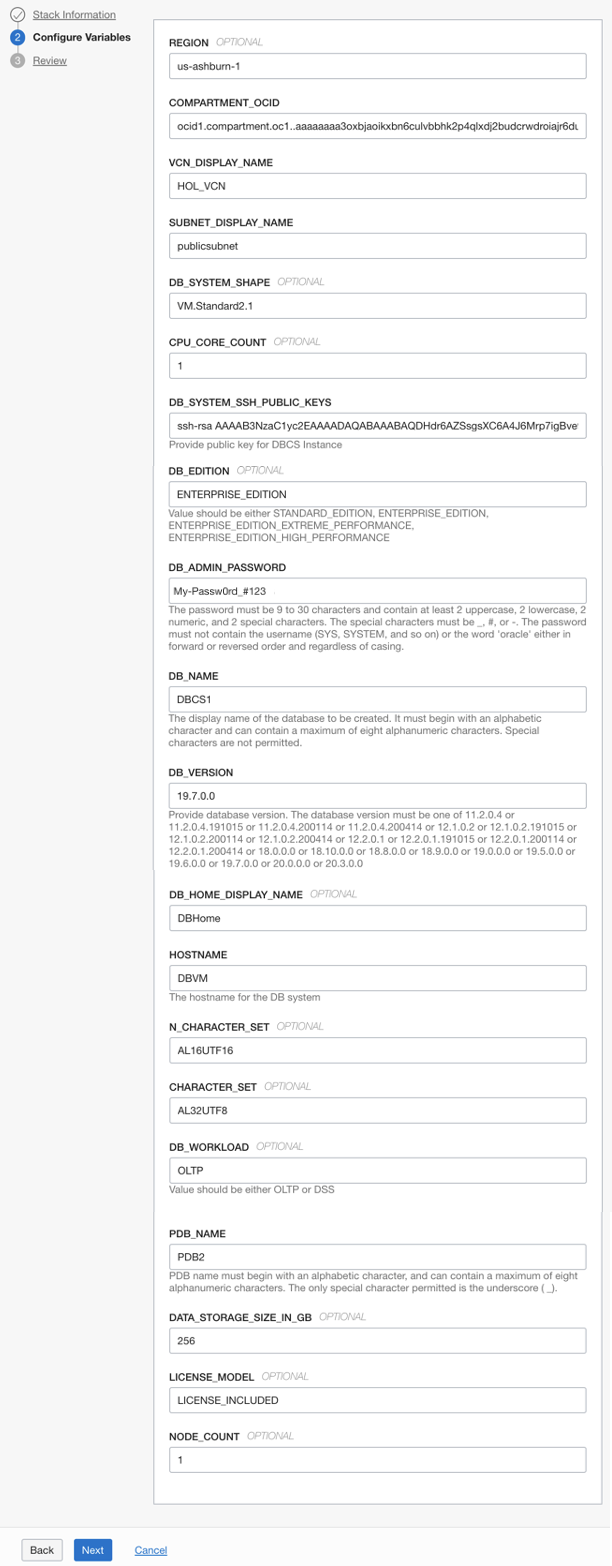 Stack Information
2 Configure Variables
3 Review
REGION OPTIONAL
us-ashburn-1
COMPARTMENT_OCID
ocid1.compartment.oc1..aaaaaaaa3oxbjaoikxbn6culvbbhk2p4qlxdj2budcrwdroiajr6du
VCN_DISPLAY_NAME
HOL_VCN
SUBNET_DISPLAY_NAME
publicsubnet
DB_SYSTEM_SHAPE OPTIONAL
VM.Standard2.1
CPU_CORE_COUNT OPTIONAL
1
DB_SYSTEM_SSH_PUBLIC_KEYS
ssh-rsa AAAAB3NzaC1yc2EAAAADAQABAAABAQDHdr6AZSsgsXC6A4J6Mrp7igBve
Provide public key for DBCS Instance
DB_EDITION OPTIONAL
ENTERPRISE_EDITION
Value should be either STANDARD_EDITION, ENTERPRISE_EDITION,
ENTERPRISE_EDITION_EXTREME_PERFORMANCE,
ENTERPRISE_EDITION_HIGH_PERFORMANCE
DB_ADMIN_PASSWORD
My-Passw0rd_#123
The password must be 9 to 30 characters and contain at least 2 uppercase, 2 lowercase, 2
numeric, and 2 special characters. The special characters must be _, #, or -. The password
must not contain the username (SYS, SYSTEM, and so on) or the word 'oracle' either in
forward or reversed order and regardless of casing.
DB_NAME
DBCS1
The display name of the database to be created. It must begin with an alphabetic
character and can contain a maximum of eight alphanumeric characters. Special
characters are not permitted.
DB_VERSION
19.7.0.0
Provide database version. The database version must be one of 11.2.0.4 or
11.2.0.4.191015 or 11.2.0.4.200114 or 11.2.0.4.200414 or 12.1.0.2 or 12.1.0.2.191015 or
12.1.0.2.200114 or 12.1.0.2.200414 or 12.2.0.1 or 12.2.0.1.191015 or 12.2.0.1.200114 or
12.2.0.1.200414 or 18.0.0.0 or 18.10.0.0 or 18.8.0.0 or 18.9.0.0 or 19.0.0.0 or 19.5.0.0 or
19.6.0.0 or 19.7.0.0 or 20.0.0.0 or 20.3.0.0
DB_HOME_DISPLAY_NAME OPTIONAL
DBHome
HOSTNAME
DBVM
The hostname for the DB system
N_CHARACTER_SET OPTIONAL
AL16UTF16
CHARACTER_SET OPTIONAL
AL32UTF8
DB_WORKLOAD OPTIONAL
OLTP
Value should be either OLTP or DSS
PDB_NAME
PDB2
PDB name must begin with an alphabetic character, and can contain a maximum of eight
alphanumeric characters. The only special character permitted is the underscore ( _).
DATA_STORAGE_SIZE_IN_GB OPTIONAL
256
LICENSE_MODEL OPTIONAL
LICENSE_INCLUDED
NODE_COUNT OPTIONAL
1
Back Next Cancel